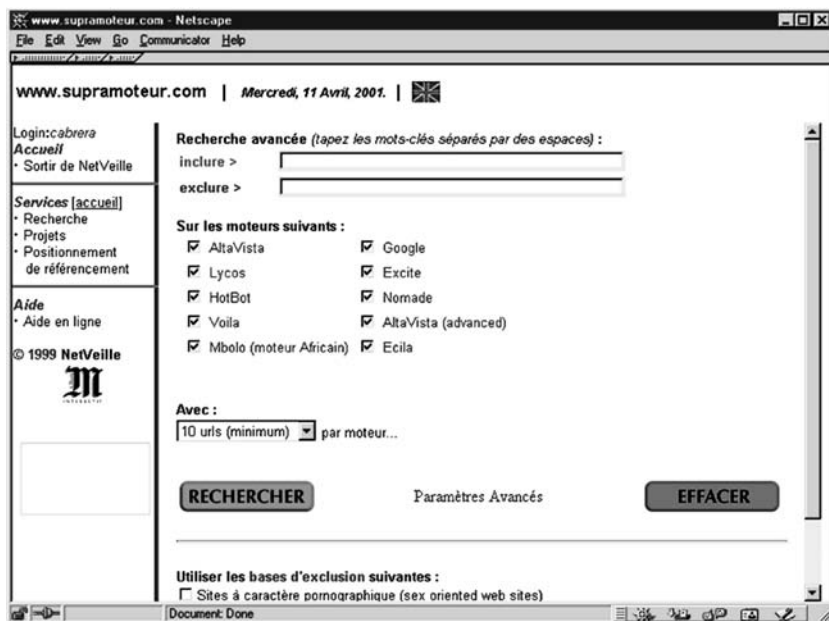 www.supramoteur.com - Netscape
File Edit View Go Communicator Help
www.supramoteur.com | Mercredi, 11 Avril, 2001. |
Login:cabrera
Accueil
· Sortir de NetVeille
Services [accueil]
· Recherche
· Projets
· Positionnement
de référencement
Aide
· Aide en ligne
© 1999 NetVeille
M
INTERACTIF
Recherche avancée (tapez les mots-clés séparés par des espaces) :
inclure >
exclure >
Sur les moteurs suivants :
AltaVista Google
Lycos Excite
HotBot Nomade
Voila AltaVista (advanced)
Mbolo (moteur Africain) Ecila
Avec :
10 urls (minimum) par moteur...
RECHERCHER Paramètres Avancés EFFACER
Utiliser les bases d'exclusion suivantes :
Sites à caractère pornographique (sex oriented web sites)
Document: Done